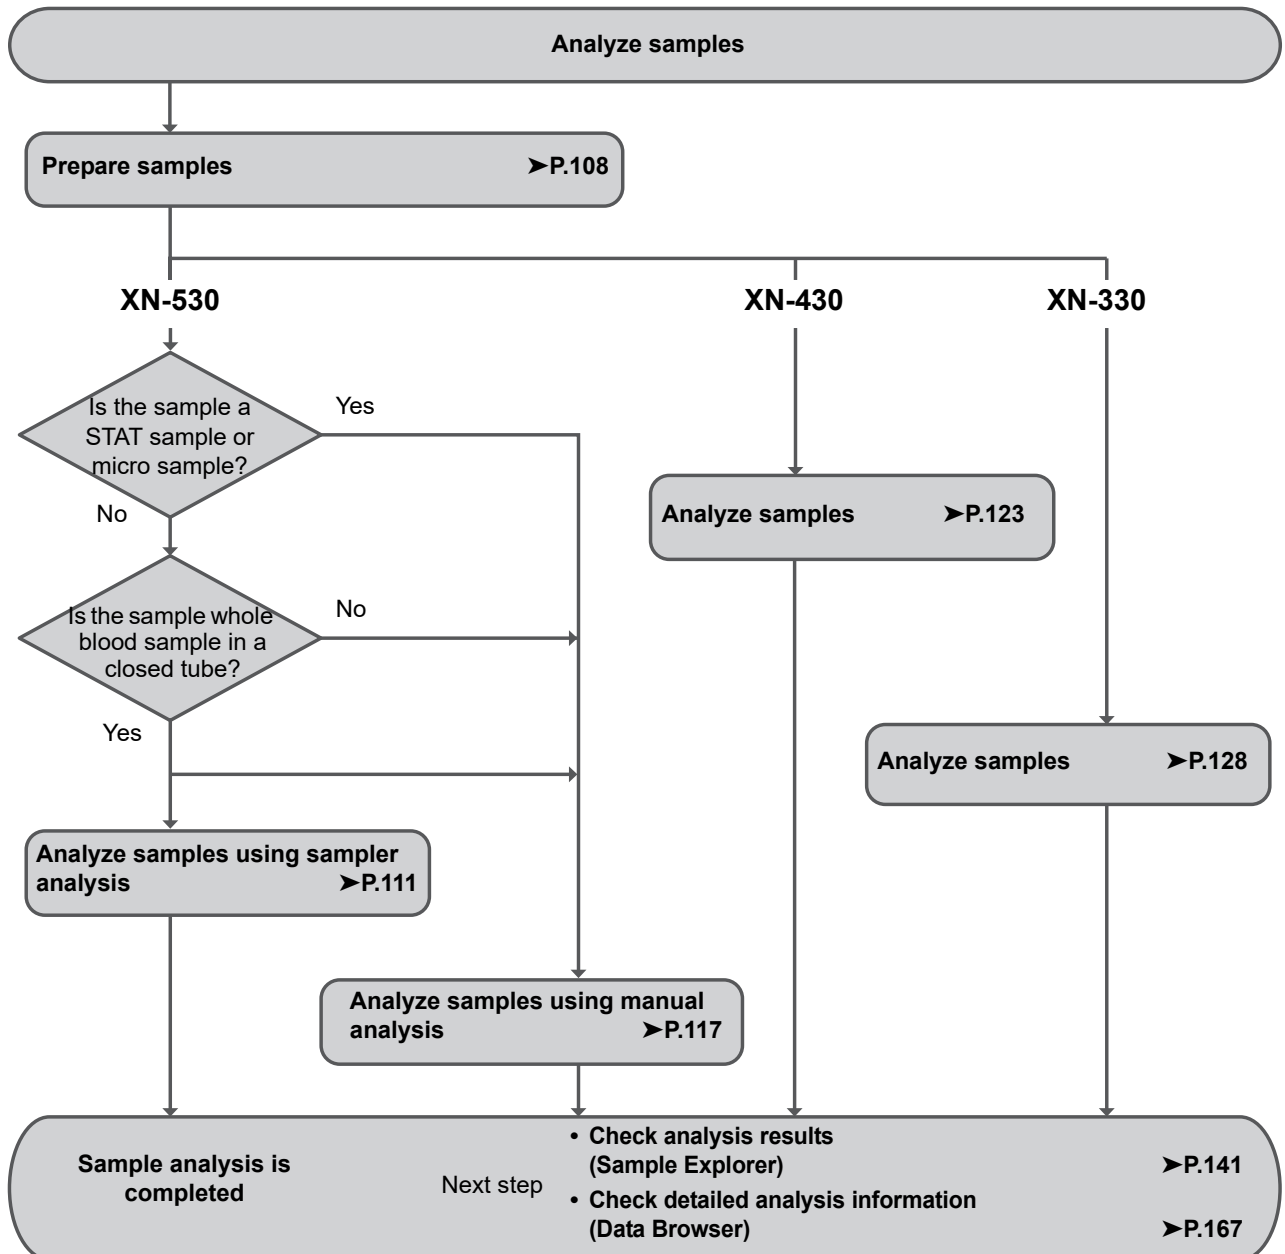 Analyze samples
Prepare samples ➤P.108
XN-530 XN-430 XN-330
Is the sample a
STAT sample or
micro sample?
Yes
No
Analyze samples ➤P.123
Is the sample whole
blood sample in a
closed tube?
No
Yes
Analyze samples ➤P.128
Analyze samples using sampler
analysis ➤P.111
Analyze samples using manual
analysis ➤P.117
Sample analysis is
completed
Next step
• Check analysis results
(Sample Explorer) ➤P.141
• Check detailed analysis information
(Data Browser) ➤P.167